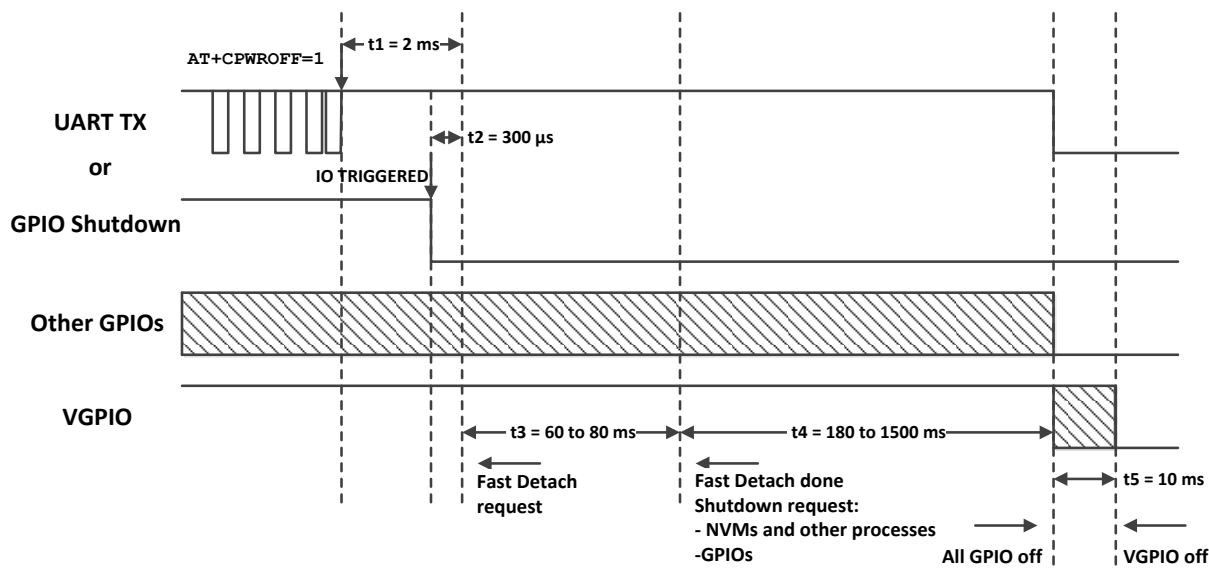 AT+CPWROFF=1
t1 = 2 ms
UART TX
or
GPIO Shutdown
t2 = 300 µs
IO TRIGGERED
Other GPIOs
VGPIO
t3 = 60 to 80 ms
t4 = 180 to 1500 ms
Fast Detach
request
Fast Detach done
Shutdown request:
- NVMs and other processes
-GPIOs
t5 = 10 ms
All GPIO off
VGPIO off